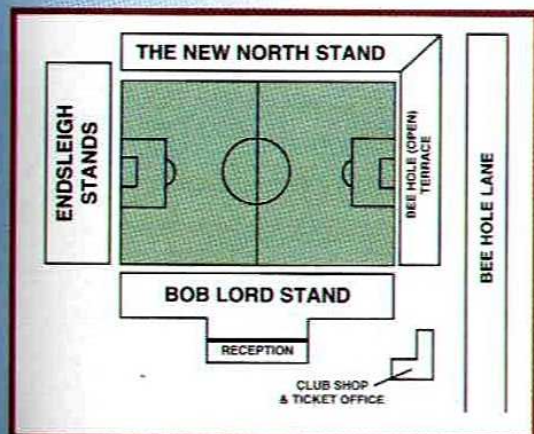 THE NEW NORTH STAND
ENDSLEIGH
STANDS
BEE HOLE (OPEN)
TERRACE
BEE HOLE LANE
BOB LORD STAND
RECEPTION
CLUB SHOP
& TICKET OFFICE